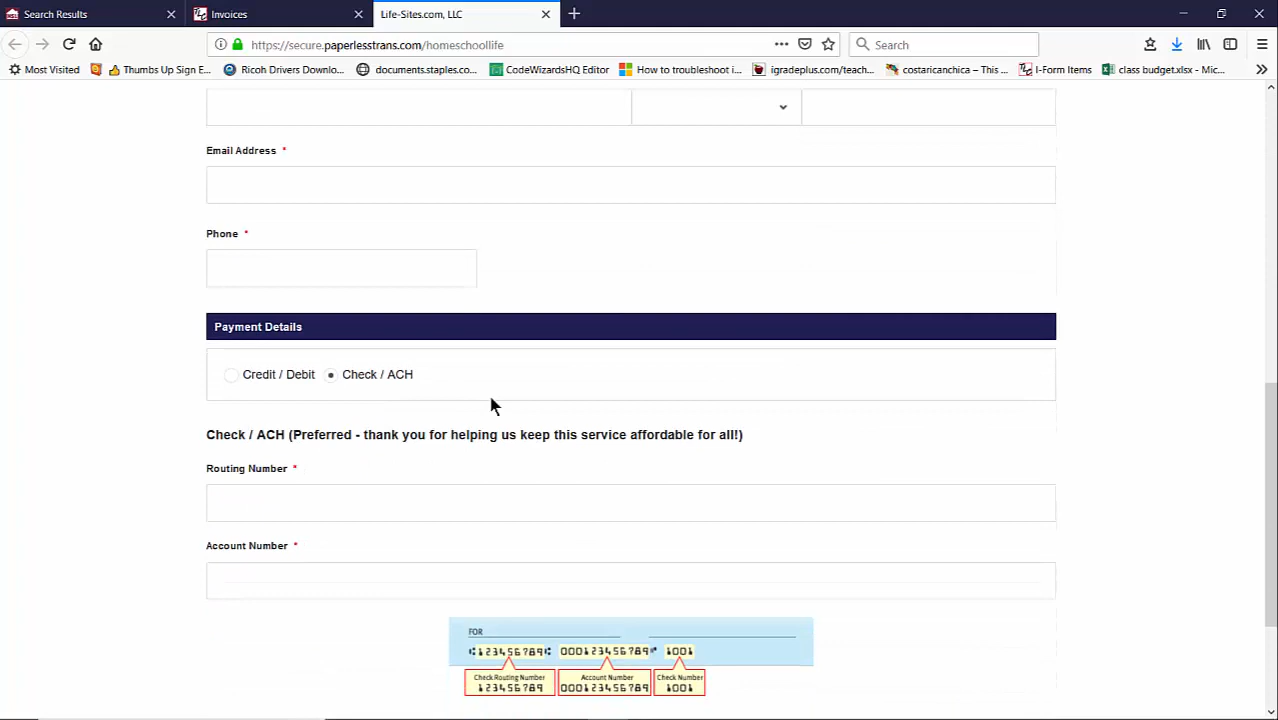 Search Results
Invoices
Life-Sites.com, LLC
https://secure.paperlesstrans.com/homeschoollife
Search
Most Visited
Thumbs Up Sign E...
Ricoh Drivers Downlo...
documents.staples.co...
CodeWizardsHQ Editor
How to troubleshoot i...
igradeplus.com/teach...
costaricanchica – This ...
I-Form Items
class budget.xlsx - Mic...
Email Address *
Phone *
Payment Details
Credit / Debit
Check / ACH
Check / ACH (Preferred - thank you for helping us keep this service affordable for all!)
Routing Number *
Account Number *
FOR
⑆123456789⑆ 000123456789⑈ 1001
Check Routing Number
123456789
Account Number
000123456789
Check Number
1001